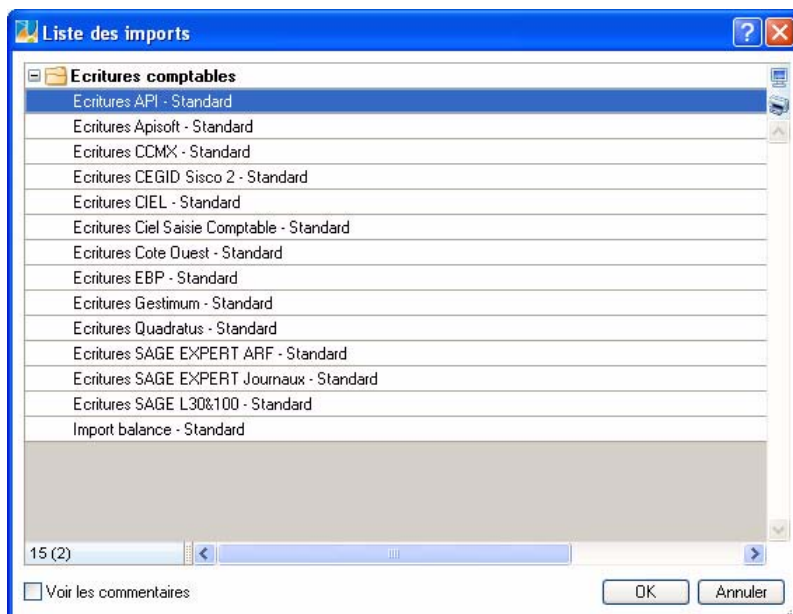 Liste des imports
Ecritures comptables
Ecritures API - Standard
Ecritures Apisoft - Standard
Ecritures CCMX - Standard
Ecritures CEGID Sisco 2 - Standard
Ecritures CIEL - Standard
Ecritures Ciel Saisie Comptable - Standard
Ecritures Cote Ouest - Standard
Ecritures EBP - Standard
Ecritures Gestimum - Standard
Ecritures Quadratus - Standard
Ecritures SAGE EXPERT ARF - Standard
Ecritures SAGE EXPERT Journaux - Standard
Ecritures SAGE L30&100 - Standard
Import balance - Standard
15 (2)
Voir les commentaires OK Annuler